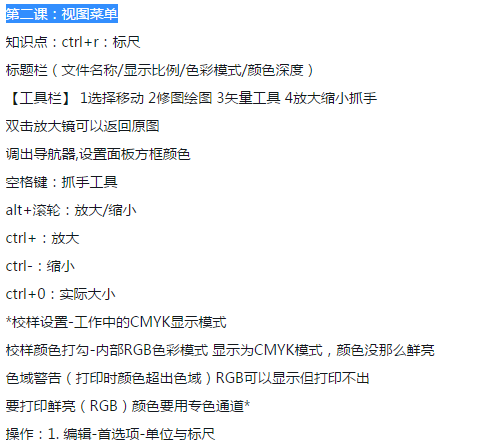 第二课：视图菜单
知识点：ctrl+r：标尺
标题栏（文件名称/显示比例/色彩模式/颜色深度）
【工具栏】 1选择移动 2修图绘图 3矢量工具 4放大缩小抓手
双击放大镜可以返回原图
调出导航器,设置面板方框颜色
空格键：抓手工具
alt+滚轮：放大/缩小
ctrl+：放大
ctrl-：缩小
ctrl+0：实际大小
*校样设置-工作中的CMYK显示模式
校样颜色打勾-内部RGB色彩模式 显示为CMYK模式，颜色没那么鲜亮
色域警告（打印时颜色超出色域）RGB可以显示但打印不出
要打印鲜亮（RGB）颜色要用专色通道*
操作：1. 编辑-首选项-单位与标尺